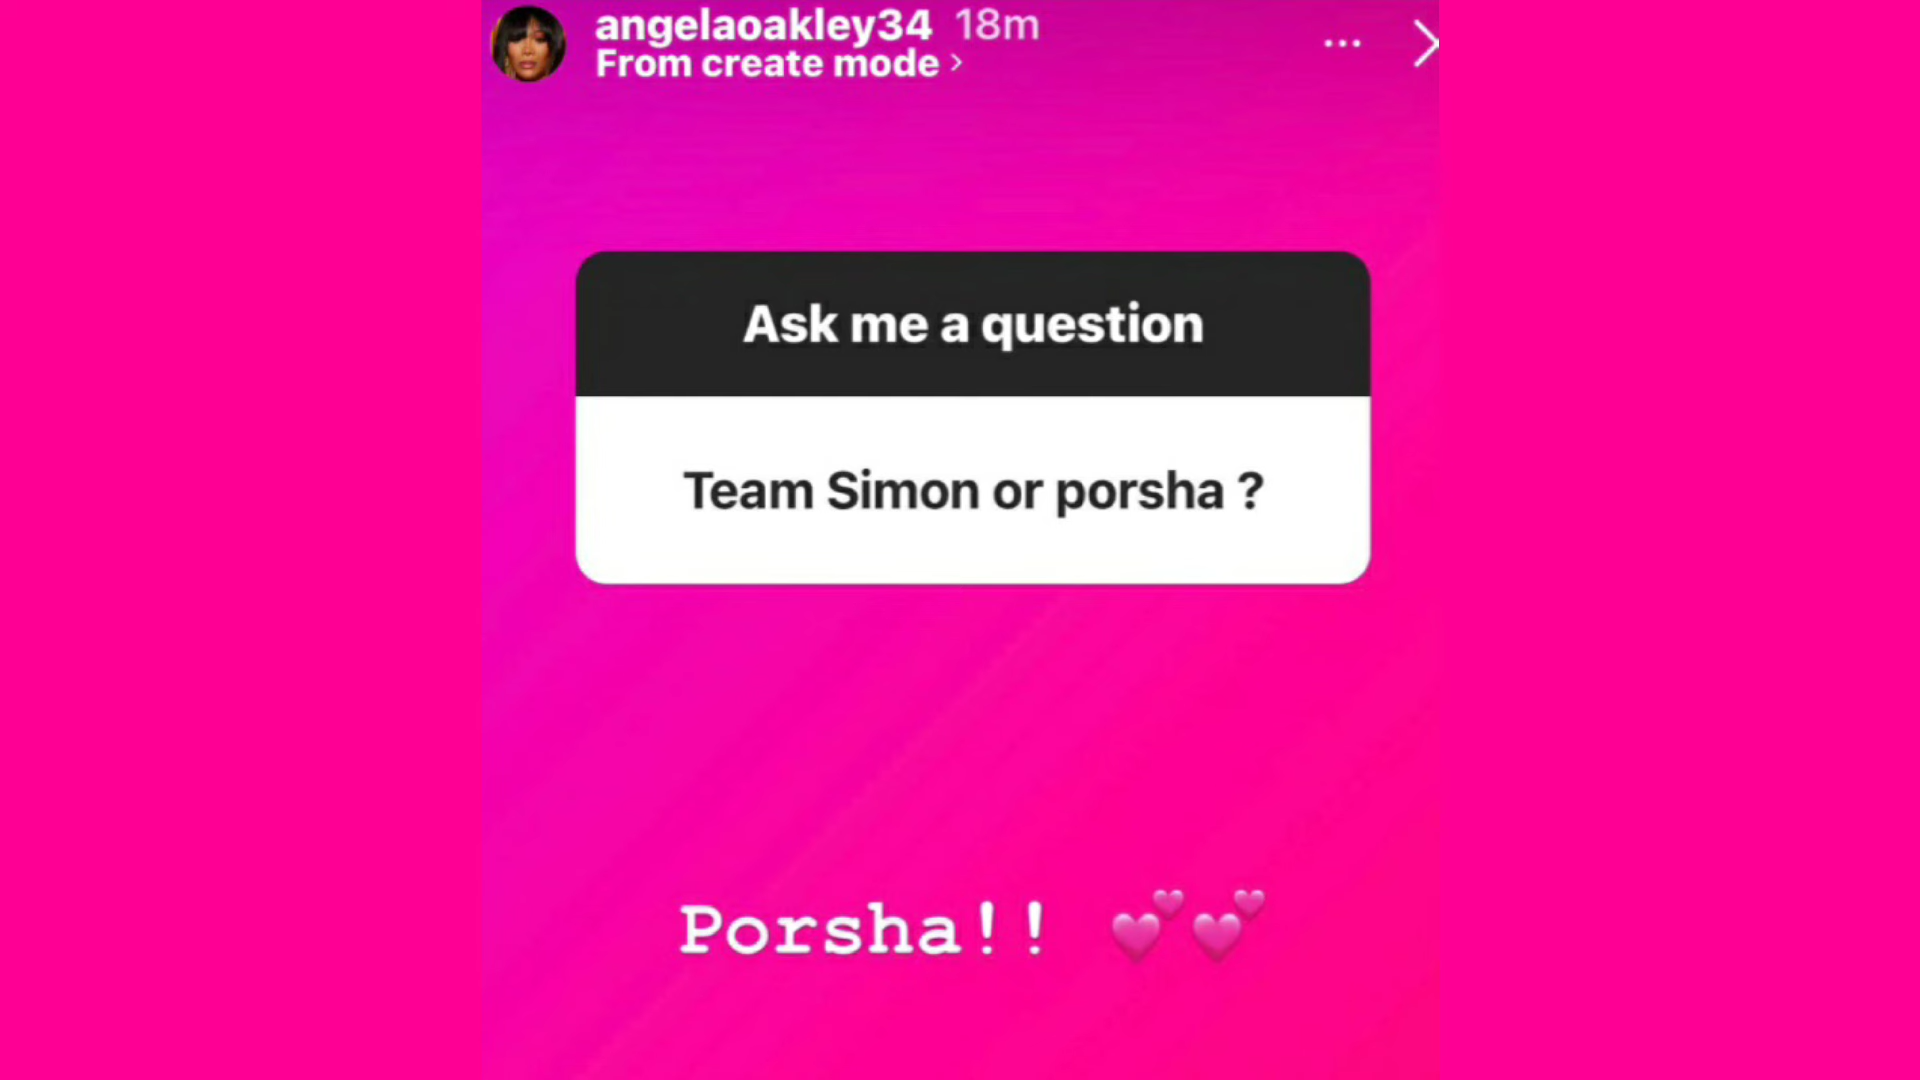 angelaoakley34 18m
From create mode >
Ask me a question
Team Simon or porsha ?
Porsha!! 💕💕